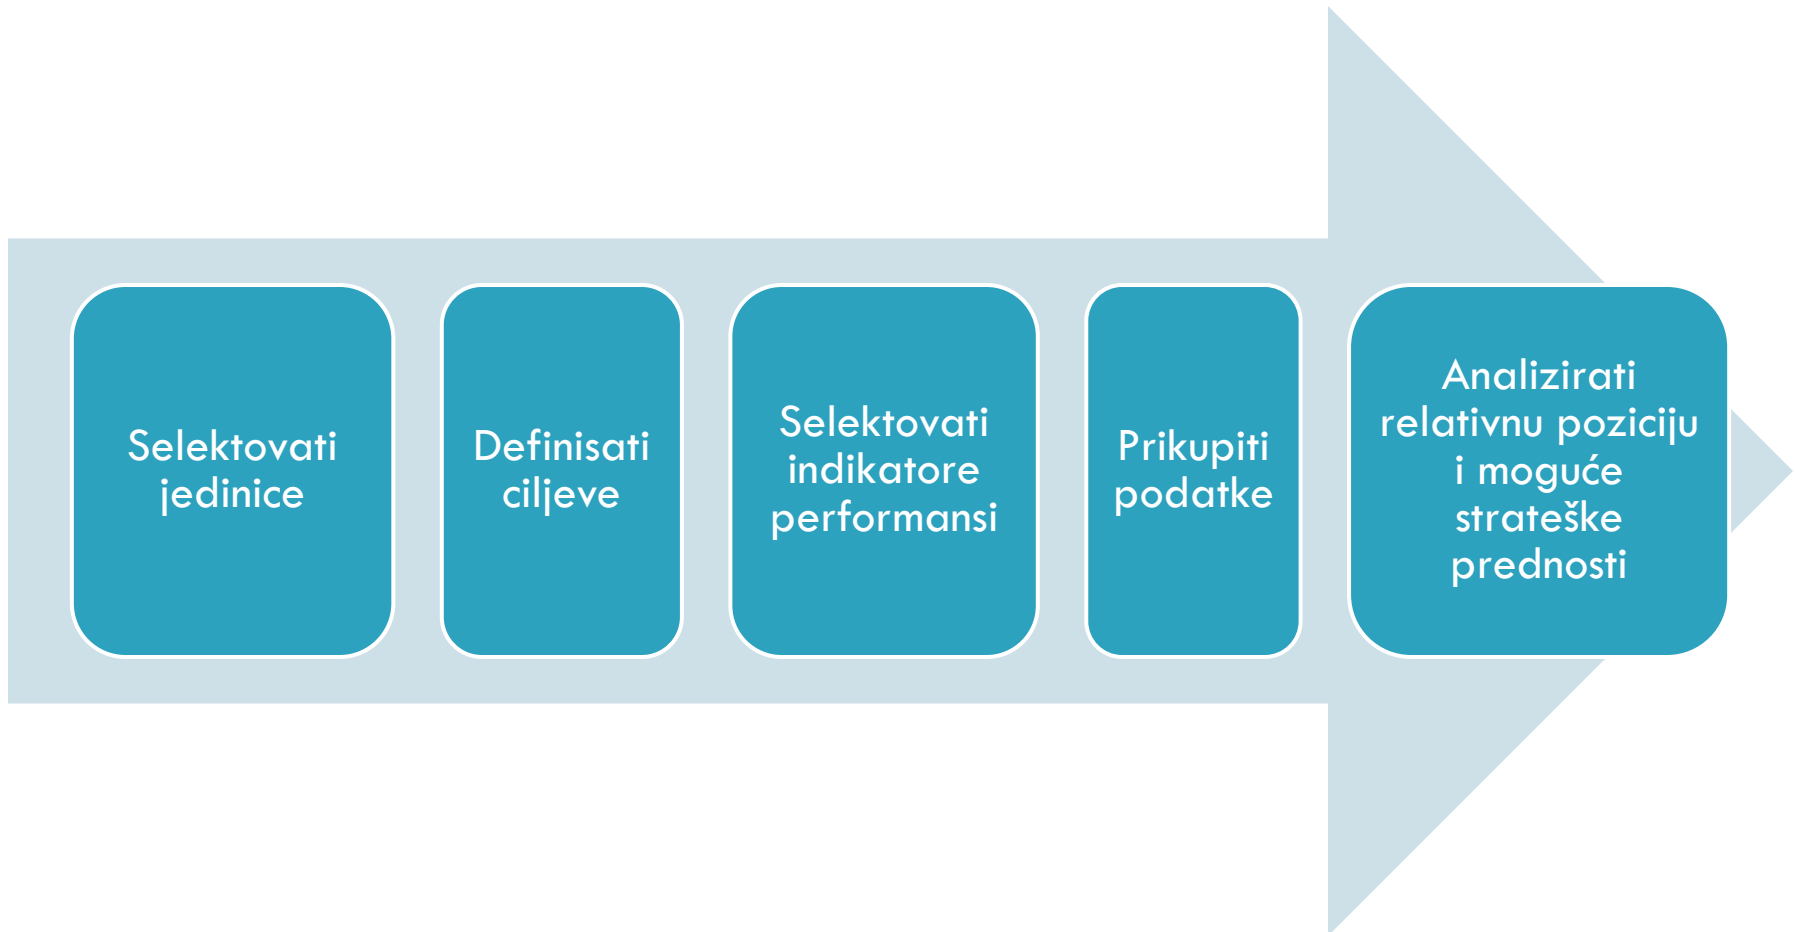 Selektovati
jedinice
Definisati
ciljeve
Selektovati
indikatore
performansi
Prikupiti
podatke
Analizirati
relativnu poziciju
i moguće
strateške
prednosti